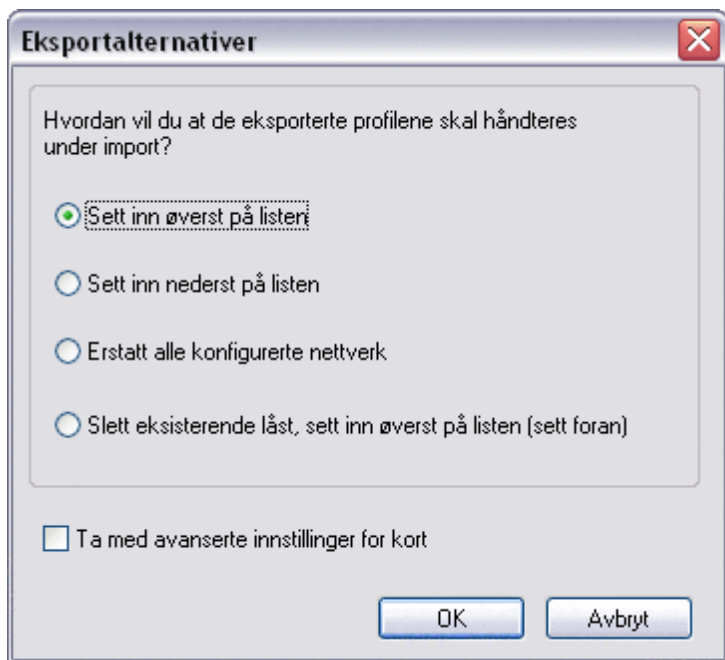 Eksportalternativer
Hvordan vil du at de eksporterte profilene skal håndteres
under import?
Sett inn øverst på listen
Sett inn nederst på listen
Erstatt alle konfigurerte nettverk
Slett eksisterende låst, sett inn øverst på listen (sett foran)
Ta med avanserte innstillinger for kort
OK
Avbryt